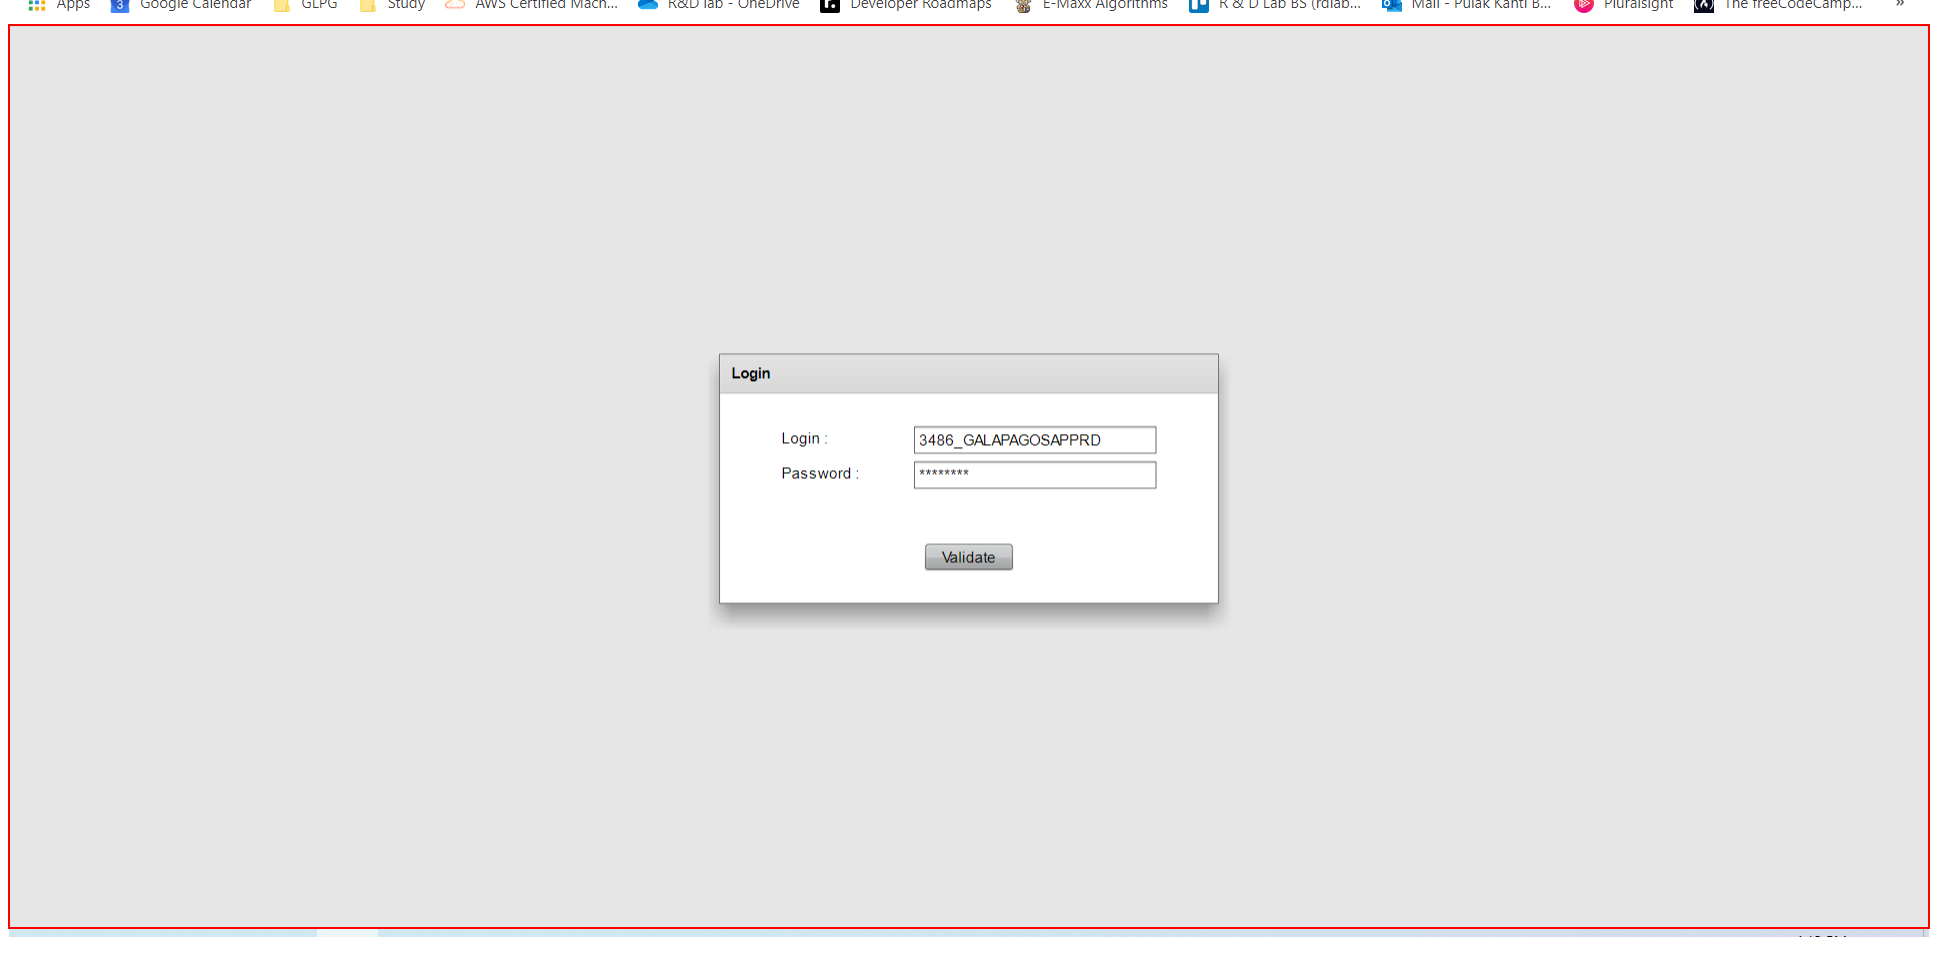 Apps Google Calendar GLPG Study AWS Certified Mach... R&D lab - OneDrive Developer Roadmaps E-Maxx Algorithms R & D Lab BS (rdlab... Mail - Pulak Kanti B... Pluralsight The freeCodeCamp... »
Login
Login : 3486_GALAPAGOSAPPRD
Password : ********
Validate